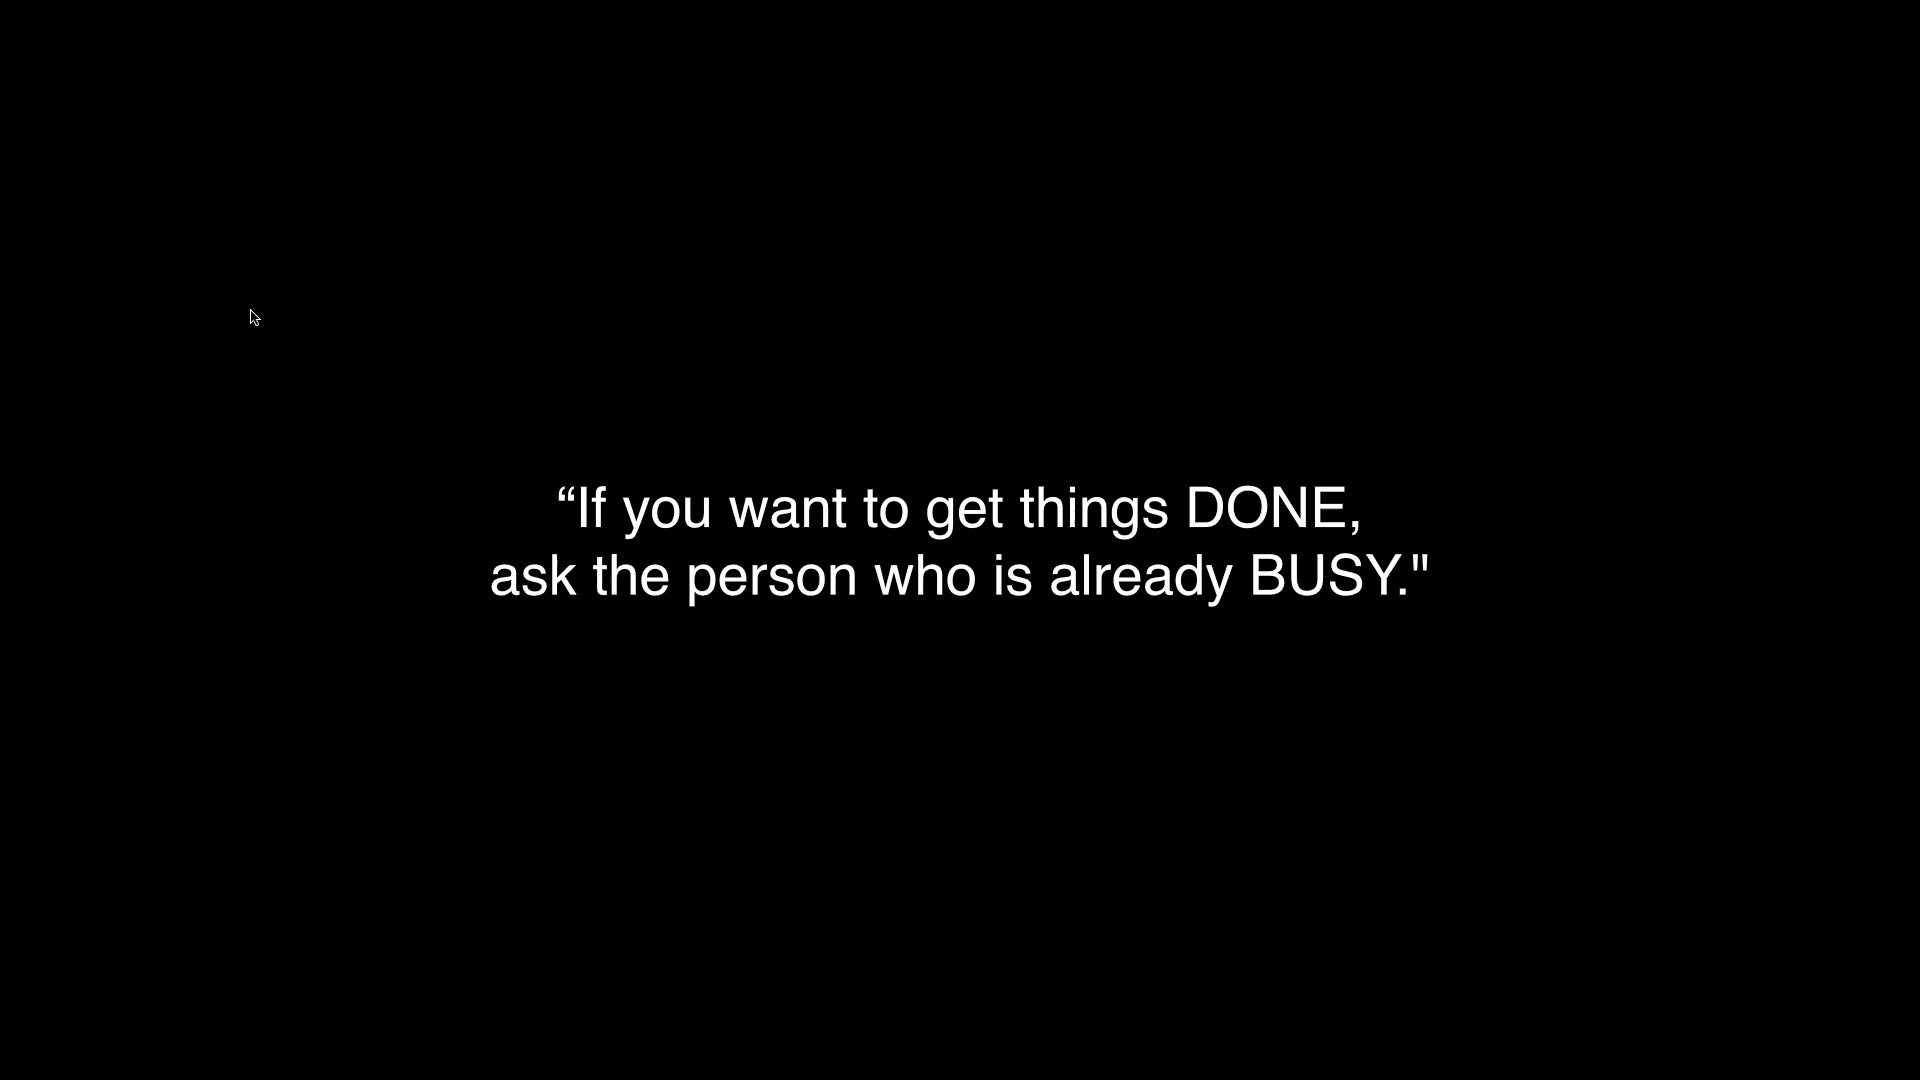 “If you want to get things DONE,
ask the person who is already BUSY."